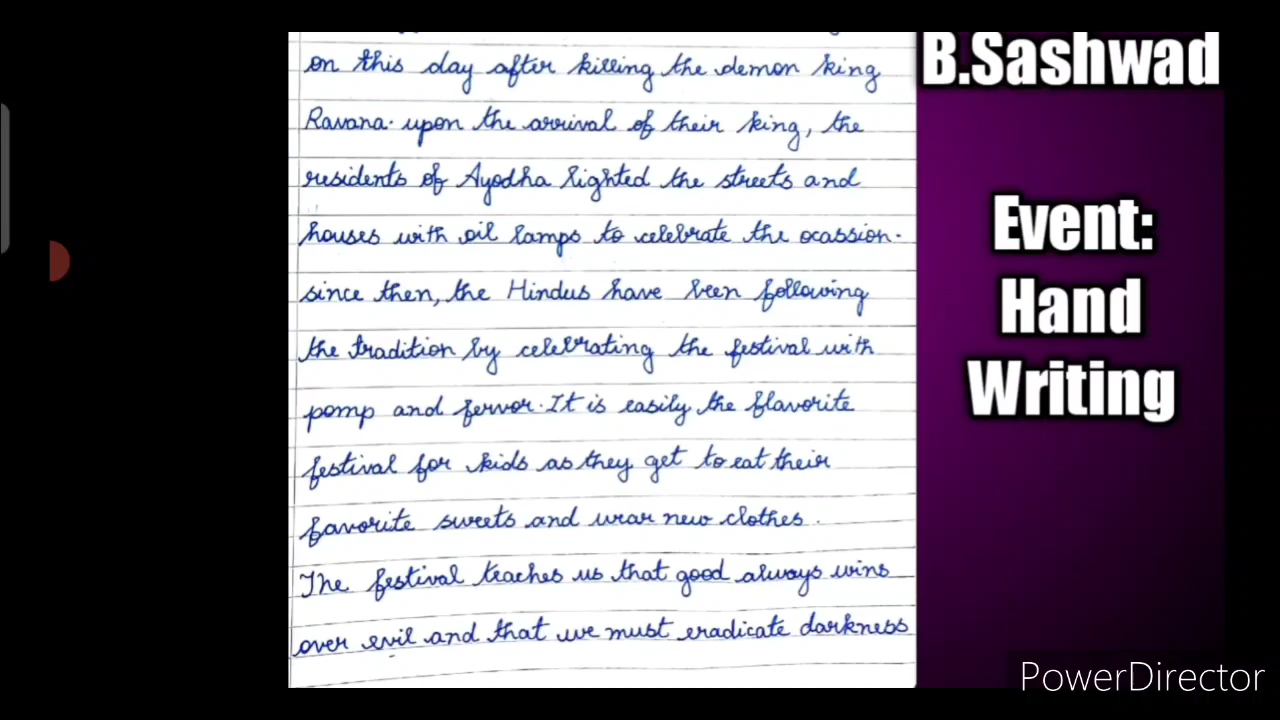 on this day after killing the demon king
Ravana. upon the arrival of their king, the
residents of Ayodha lighted the streets and
houses with oil lamps to celebrate the ocassion.
since then, the Hindus have been following
the tradition by celebrating the festival with
pomp and fervor. It is easily the flavorite
festival for kids as they get to eat their
favorite sweets and wear new clothes.
The festival teaches us that good always wins
over evil and that we must eradicate darkness
B.Sashwad
Event:
Hand
Writing
PowerDirector